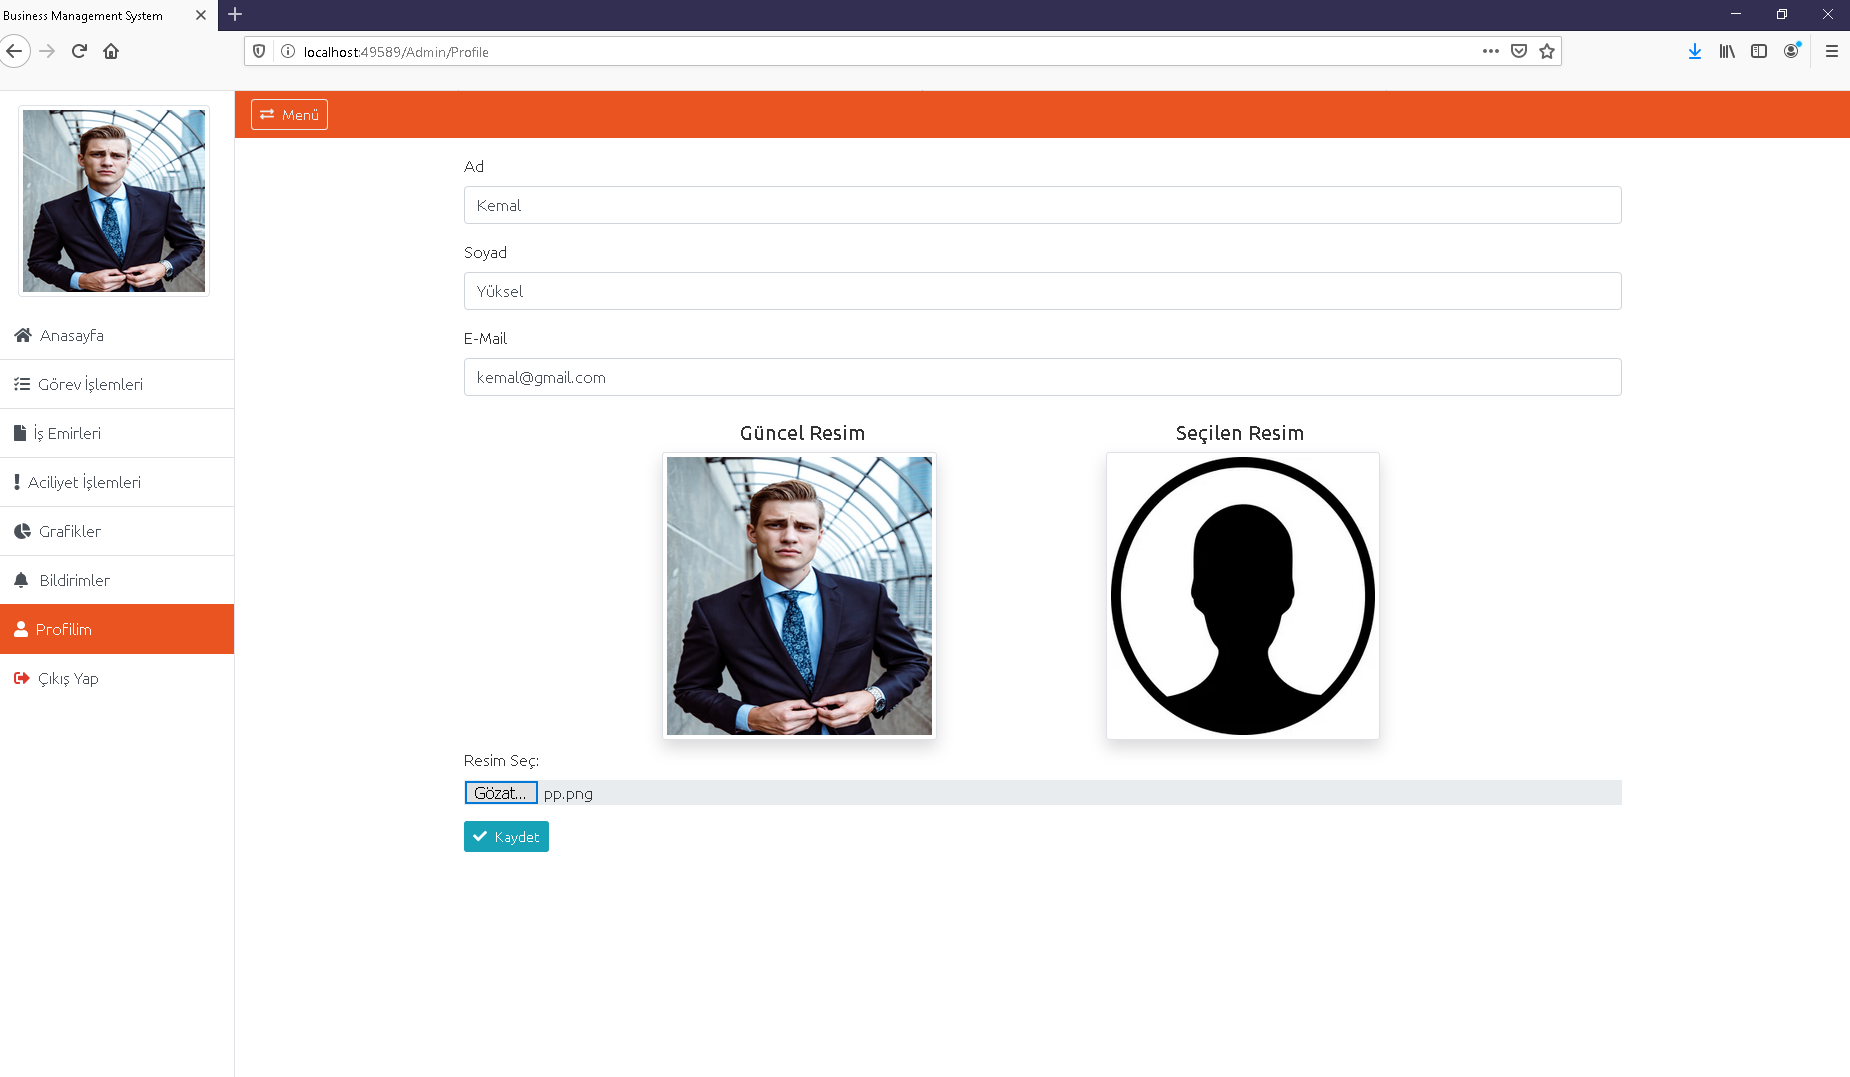 Business Management System
localhost:49589/Admin/Profile
Menü
Anasayfa
Görev İşlemleri
İş Emirleri
Aciliyet İşlemleri
Grafikler
Bildirimler
Profilim
Çıkış Yap
Ad
Kemal
Soyad
Yüksel
E-Mail
kemal@gmail.com
Güncel Resim
Seçilen Resim
Resim Seç:
Gözat... pp.png
Kaydet